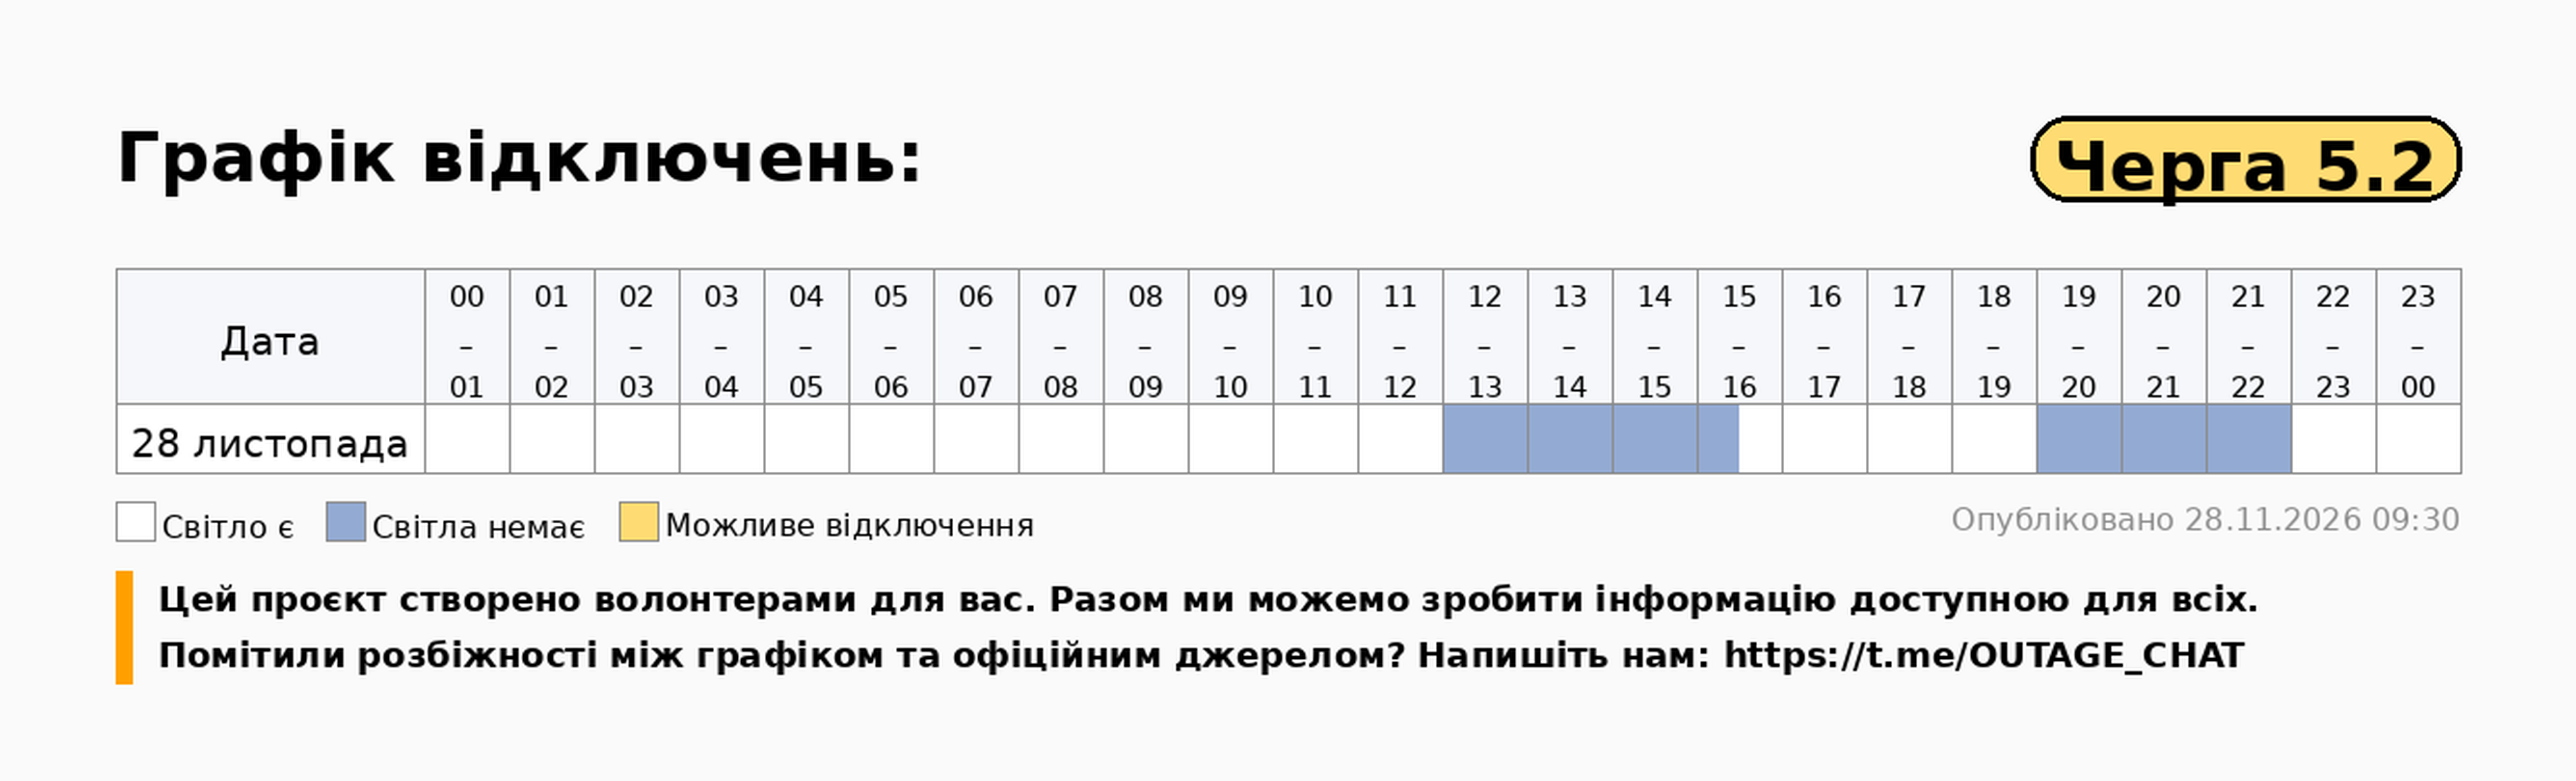 Графік відключень:
Черга 5.2
Дата
00 – 01
01 – 02
02 – 03
03 – 04
04 – 05
05 – 06
06 – 07
07 – 08
08 – 09
09 – 10
10 – 11
11 – 12
12 – 13
13 – 14
14 – 15
15 – 16
16 – 17
17 – 18
18 – 19
19 – 20
20 – 21
21 – 22
22 – 23
23 – 00
28 листопада
Світло є
Світла немає
Можливе відключення
Опубліковано 28.11.2026 09:30
Цей проєкт створено волонтерами для вас. Разом ми можемо зробити інформацію доступною для всіх.
Помітили розбіжності між графіком та офіційним джерелом? Напишіть нам: https://t.me/OUTAGE_CHAT